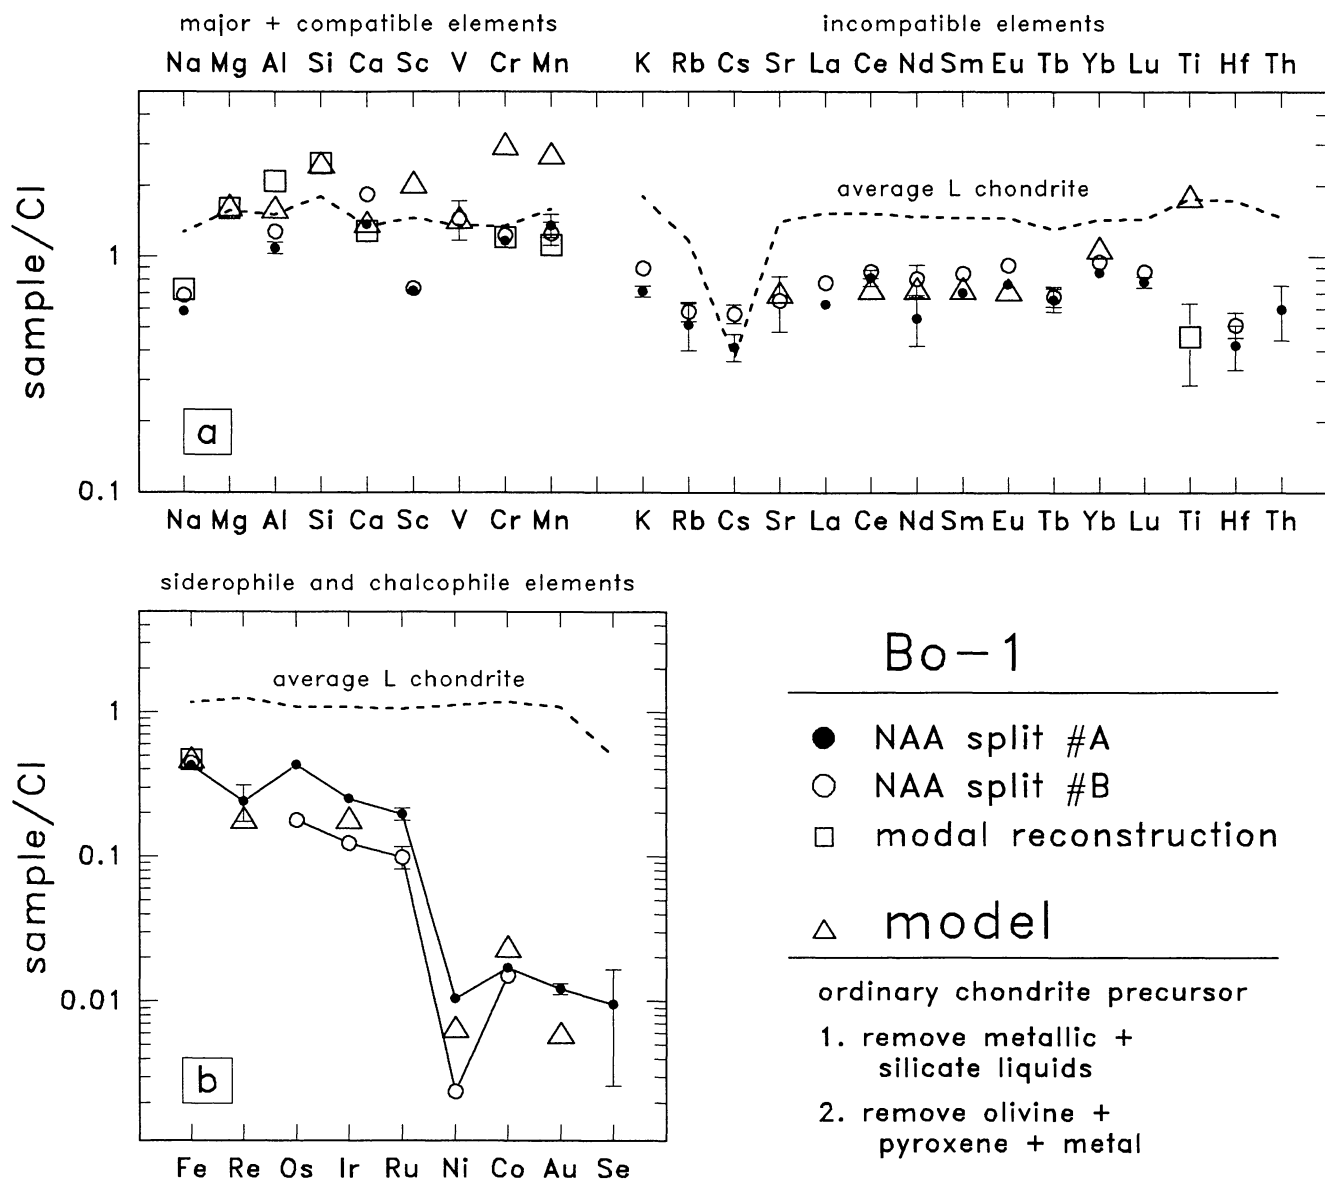 major + compatible elements
incompatible elements
Na Mg Al Si Ca Sc V Cr Mn K Rb Cs Sr La Ce Nd Sm Eu Tb Yb Lu Ti Hf Th
sample/CI
1
0.1
average L chondrite
a
Na Mg Al Si Ca Sc V Cr Mn K Rb Cs Sr La Ce Nd Sm Eu Tb Yb Lu Ti Hf Th
siderophile and chalcophile elements
sample/CI
1
0.1
0.01
average L chondrite
b
Fe Re Os Ir Ru Ni Co Au Se
Bo-1
NAA split #A
NAA split #B
modal reconstruction
model
ordinary chondrite precursor
1. remove metallic +
silicate liquids
2. remove olivine +
pyroxene + metal